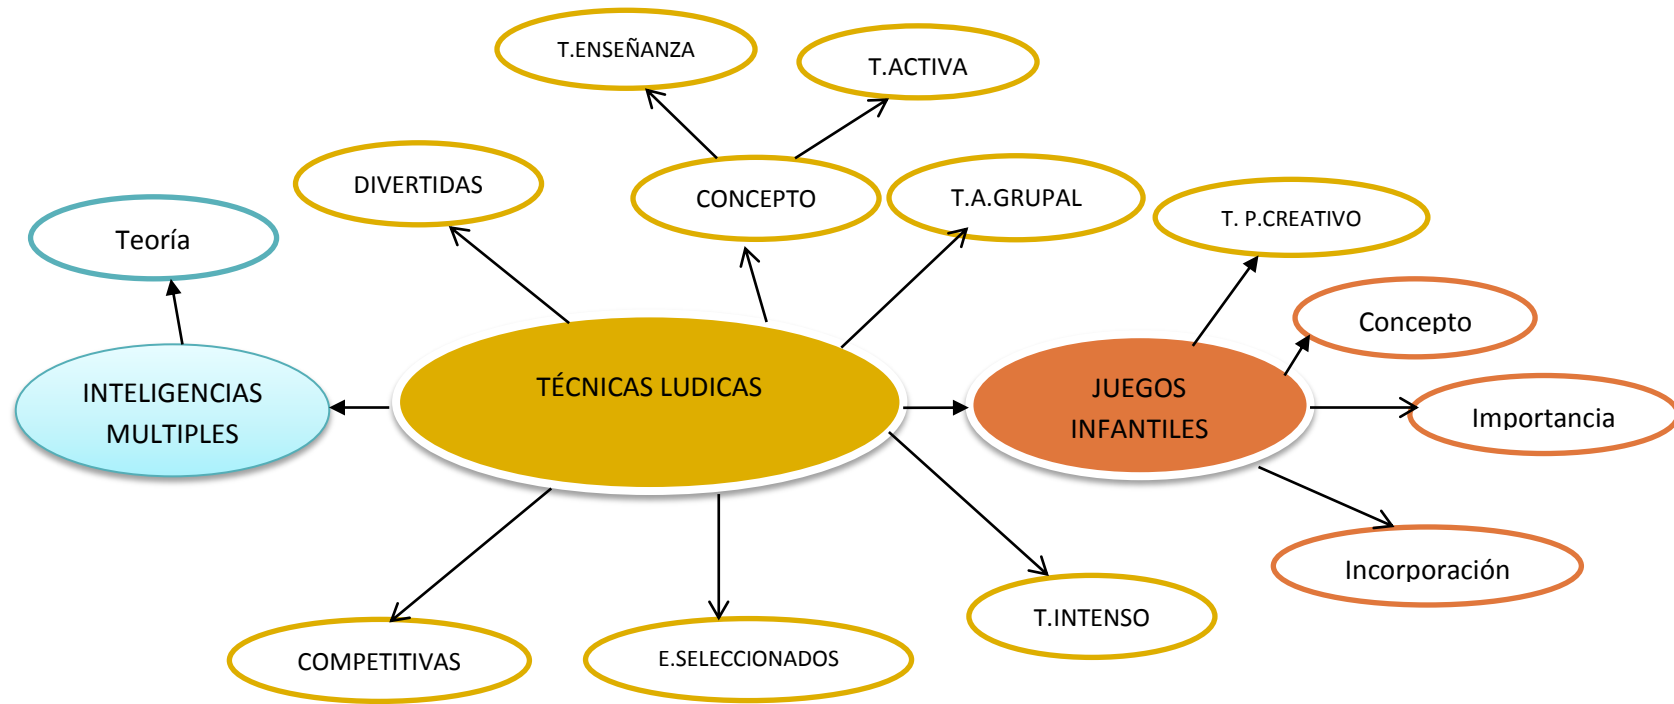 T.ENSEÑANZA
T.ACTIVA
DIVERTIDAS
CONCEPTO
T.A.GRUPAL
T. P.CREATIVO
Teoría
Concepto
INTELIGENCIAS
MULTIPLES
TÉCNICAS LUDICAS
JUEGOS
INFANTILES
Importancia
Incorporación
T.INTENSO
COMPETITIVAS
E.SELECCIONADOS